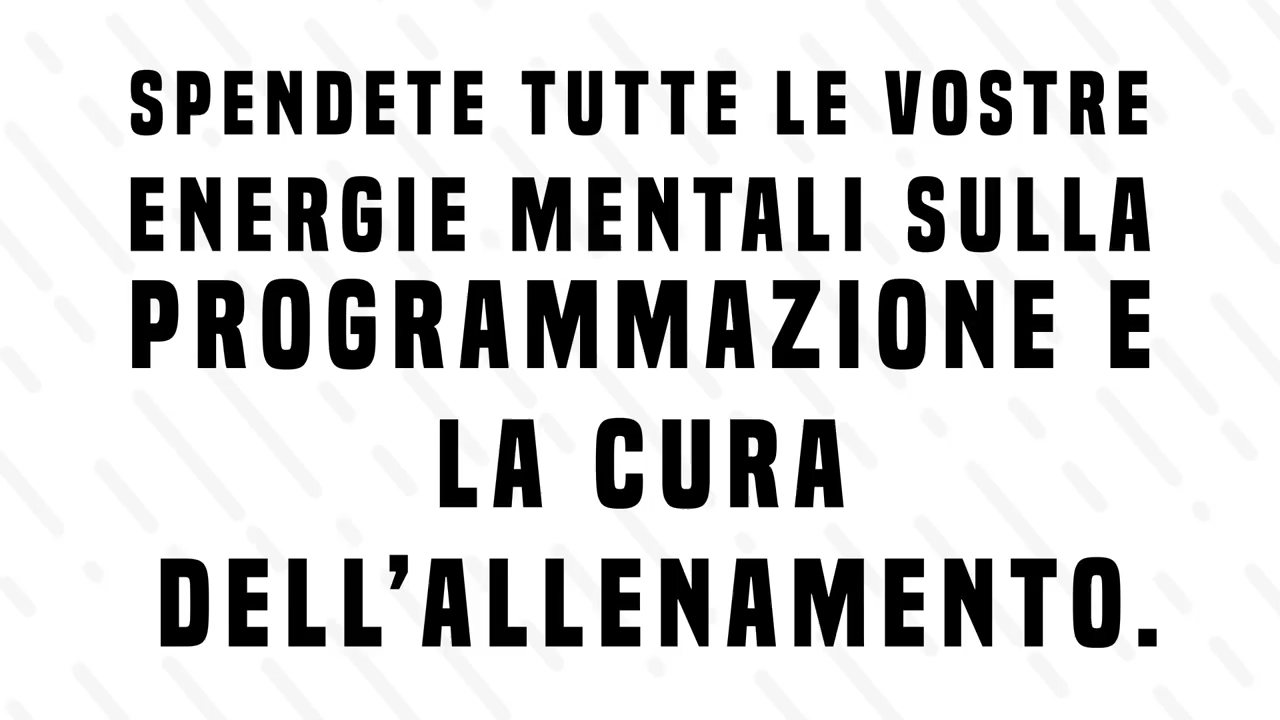 SPENDETE TUTTE LE VOSTRE
ENERGIE MENTALI SULLA
PROGRAMMAZIONE E
LA CURA
DELL’ALLENAMENTO.